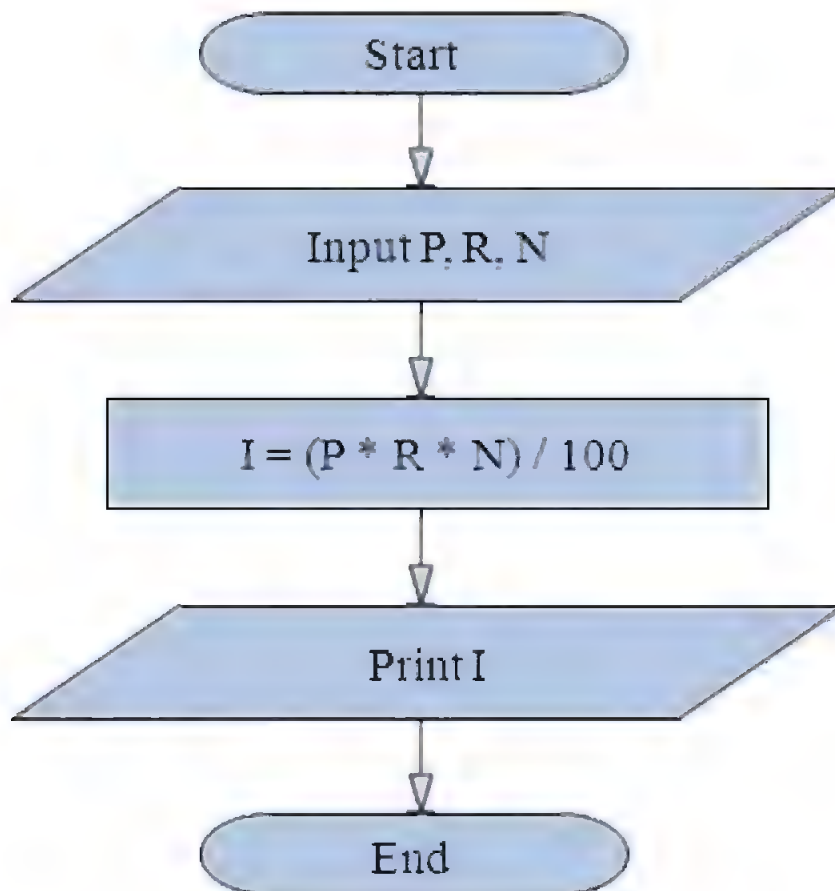 Start
Input P, R, N
I = (P * R * N) / 100
Print I
End